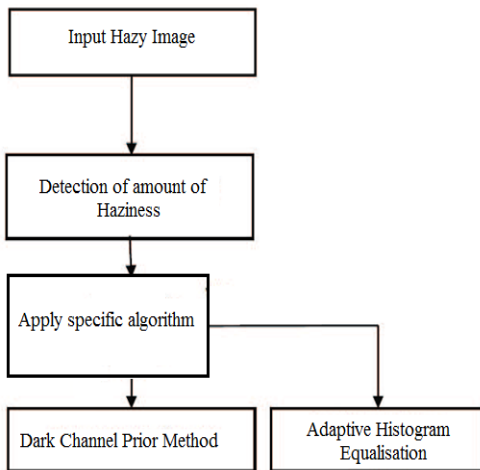 Input Hazy Image
Detection of amount of
Haziness
Apply specific algorithm
Dark Channel Prior Method
Adaptive Histogram
Equalisation